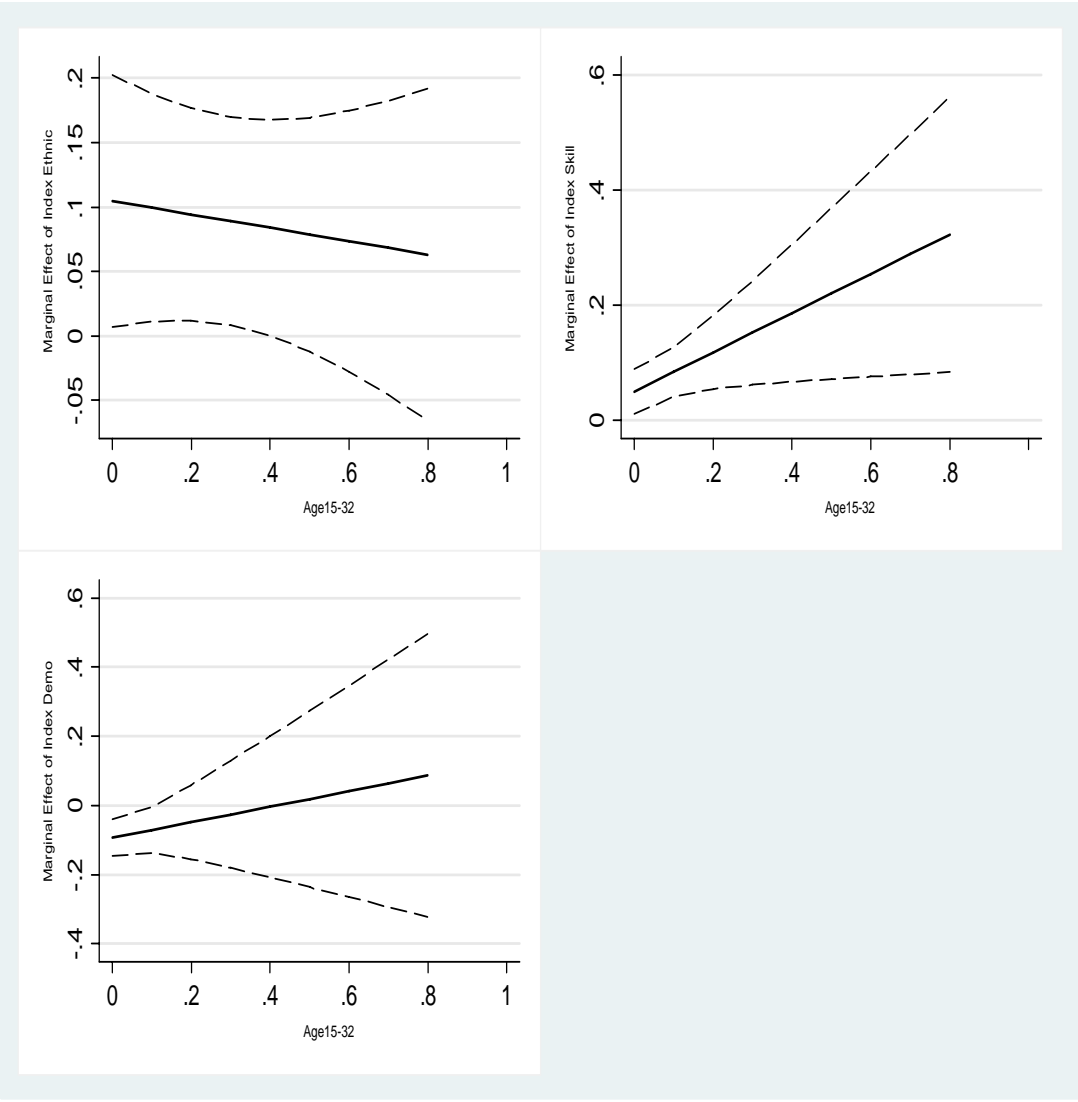 Marginal Effect of Index Ethnic
.2
.15
.1
.05
0
-.05
0 .2 .4 .6 .8 1
Age15-32
Marginal Effect of Index Skill
.6
.4
.2
0
0 .2 .4 .6 .8
Age15-32
Marginal Effect of Index Demo
.6
.4
.2
0
-.2
-.4
0 .2 .4 .6 .8 1
Age15-32